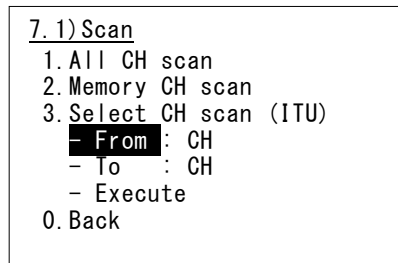 7.1)Scan
1.All CH scan
2.Memory CH scan
3.Select CH scan (ITU)
- From : CH
- To : CH
- Execute
0.Back